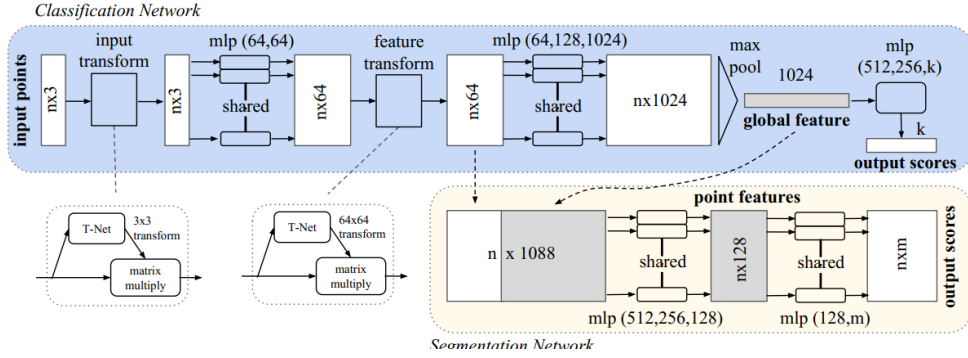 Classification Network
input points
nx3
input
transform
nx3
mlp (64,64)
shared
nx64
feature
transform
nx64
mlp (64,128,1024)
shared
nx1024
max
pool
1024
global feature
mlp
(512,256,k)
k
output scores
T-Net
3x3
transform
matrix
multiply
T-Net
64x64
transform
matrix
multiply
point features
n x 1088
shared
mlp (512,256,128)
nx128
shared
mlp (128,m)
nxm
output scores
Segmentation Network